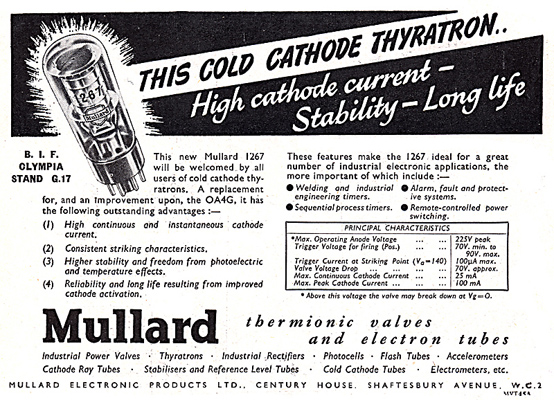 THIS COLD CATHODE THYRATRON..
High cathode current –
Stability – Long life
1267
Mullard
B. I. F.
OLYMPIA
STAND G.17
This new Mullard 1267
will be welcomed by all
users of cold cathode thy-
ratrons. A replacement
for, and an improvement upon, the OA4G, it has
the following outstanding advantages :—
(1) High continuous and instantaneous cathode
current.
(2) Consistent striking characteristics.
(3) Higher stability and freedom from photoelectric
and temperature effects.
(4) Reliability and long life resulting from improved
cathode activation.
These features make the 1267 ideal for a great
number of industrial electronic applications, the
more important of which include :—
● Welding and industrial
engineering timers.
● Sequential process timers.
● Alarm, fault and protect-
ive systems.
● Remote-controlled power
switching.
PRINCIPAL CHARACTERISTICS
*Max. Operating Anode Voltage ... ... 225V peak
Trigger Voltage for firing (Pos.) ... ... 70V. min. to
90V. max.
Trigger Current at Striking Point (Va=140) 100μA max.
Valve Voltage Drop ... ... ... ... 70V. approx.
Max. Continuous Cathode Current ... ... 25 mA
Max. Peak Cathode Current ... ... ... 100 mA
* Above this voltage the valve may break down at Vg=O.
Mullard
thermionic valves
and electron tubes
Industrial Power Valves · Thyratrons · Industrial Rectifiers · Photocells · Flash Tubes · Accelerometers
Cathode Ray Tubes · Stabilisers and Reference Level Tubes · Cold Cathode Tubes · Electrometers, etc.
MULLARD ELECTRONIC PRODUCTS LTD., CENTURY HOUSE, SHAFTESBURY AVENUE, W.C.2